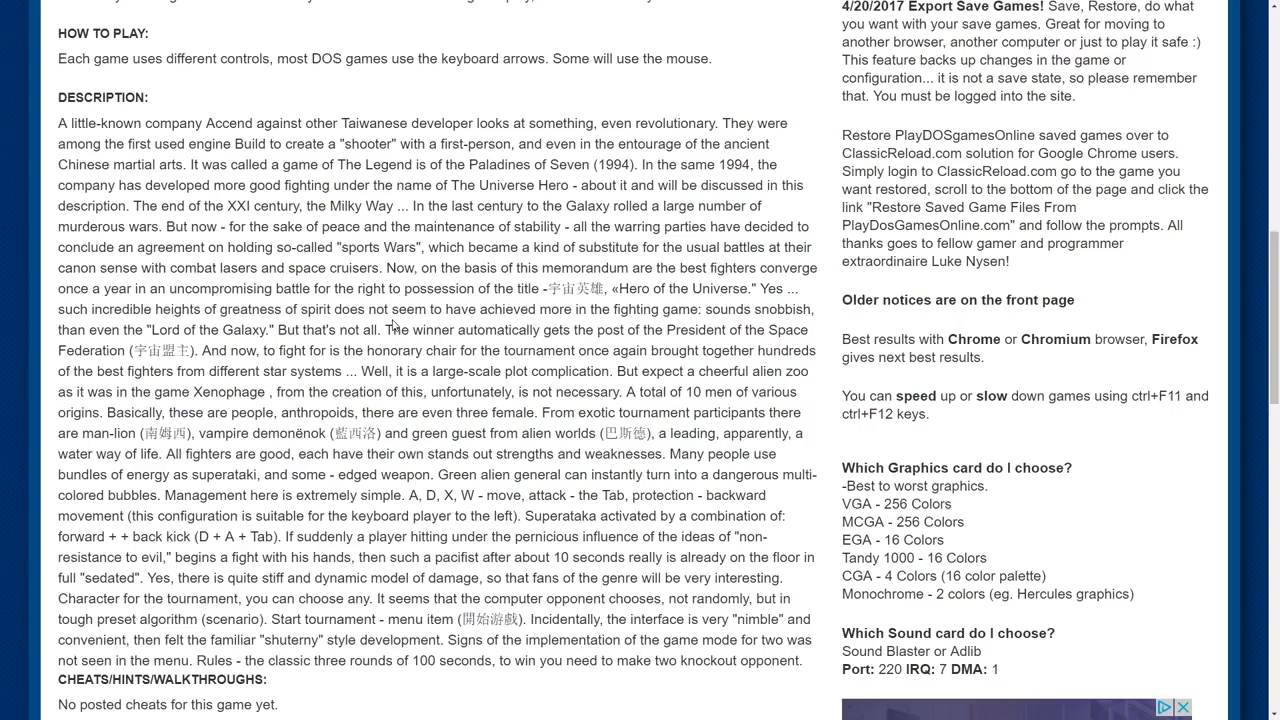 HOW TO PLAY:
Each game uses different controls, most DOS games use the keyboard arrows. Some will use the mouse.
DESCRIPTION:
A little-known company Accend against other Taiwanese developer looks at something, even revolutionary. They were
among the first used engine Build to create a "shooter" with a first-person, and even in the entourage of the ancient
Chinese martial arts. It was called a game of The Legend is of the Paladines of Seven (1994). In the same 1994, the
company has developed more good fighting under the name of The Universe Hero - about it and will be discussed in this
description. The end of the XXI century, the Milky Way ... In the last century to the Galaxy rolled a large number of
murderous wars. But now - for the sake of peace and the maintenance of stability - all the warring parties have decided to
conclude an agreement on holding so-called "sports Wars", which became a kind of substitute for the usual battles at their
canon sense with combat lasers and space cruisers. Now, on the basis of this memorandum are the best fighters converge
once a year in an uncompromising battle for the right to possession of the title -宇宙英雄, «Hero of the Universe." Yes ...
such incredible heights of greatness of spirit does not seem to have achieved more in the fighting game: sounds snobbish,
than even the "Lord of the Galaxy." But that's not all. The winner automatically gets the post of the President of the Space
Federation (宇宙盟主). And now, to fight for is the honorary chair for the tournament once again brought together hundreds
of the best fighters from different star systems ... Well, it is a large-scale plot complication. But expect a cheerful alien zoo
as it was in the game Xenophage , from the creation of this, unfortunately, is not necessary. A total of 10 men of various
origins. Basically, these are people, anthropoids, there are even three female. From exotic tournament participants there
are man-lion (南姆西), vampire demonënok (藍西洛) and green guest from alien worlds (巴斯德), a leading, apparently, a
water way of life. All fighters are good, each have their own stands out strengths and weaknesses. Many people use
bundles of energy as superataki, and some - edged weapon. Green alien general can instantly turn into a dangerous multi-
colored bubbles. Management here is extremely simple. A, D, X, W - move, attack - the Tab, protection - backward
movement (this configuration is suitable for the keyboard player to the left). Superataka activated by a combination of:
forward + + back kick (D + A + Tab). If suddenly a player hitting under the pernicious influence of the ideas of "non-
resistance to evil," begins a fight with his hands, then such a pacifist after about 10 seconds really is already on the floor in
full "sedated". Yes, there is quite stiff and dynamic model of damage, so that fans of the genre will be very interesting.
Character for the tournament, you can choose any. It seems that the computer opponent chooses, not randomly, but in
tough preset algorithm (scenario). Start tournament - menu item (開始游戲). Incidentally, the interface is very "nimble" and
convenient, then felt the familiar "shuterny" style development. Signs of the implementation of the game mode for two was
not seen in the menu. Rules - the classic three rounds of 100 seconds, to win you need to make two knockout opponent.
CHEATS/HINTS/WALKTHROUGHS:
No posted cheats for this game yet.
4/20/2017 Export Save Games! Save, Restore, do what
you want with your save games. Great for moving to
another browser, another computer or just to play it safe :)
This feature backs up changes in the game or
configuration... it is not a save state, so please remember
that. You must be logged into the site.
Restore PlayDOSgamesOnline saved games over to
ClassicReload.com solution for Google Chrome users.
Simply login to ClassicReload.com go to the game you
want restored, scroll to the bottom of the page and click the
link "Restore Saved Game Files From
PlayDosGamesOnline.com" and follow the prompts. All
thanks goes to fellow gamer and programmer
extraordinaire Luke Nysen!
Older notices are on the front page
Best results with Chrome or Chromium browser, Firefox
gives next best results.
You can speed up or slow down games using ctrl+F11 and
ctrl+F12 keys.
Which Graphics card do I choose?
-Best to worst graphics.
VGA - 256 Colors
MCGA - 256 Colors
EGA - 16 Colors
Tandy 1000 - 16 Colors
CGA - 4 Colors (16 color palette)
Monochrome - 2 colors (eg. Hercules graphics)
Which Sound card do I choose?
Sound Blaster or Adlib
Port: 220 IRQ: 7 DMA: 1